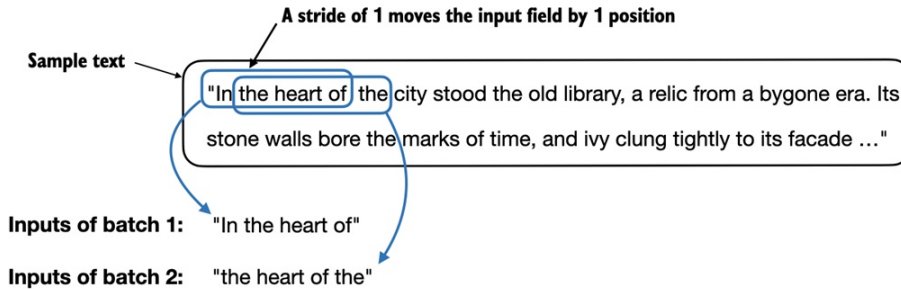 A stride of 1 moves the input field by 1 position
Sample text
"In the heart of the city stood the old library, a relic from a bygone era. Its
stone walls bore the marks of time, and ivy clung tightly to its facade ..."
Inputs of batch 1: "In the heart of"
Inputs of batch 2: "the heart of the"